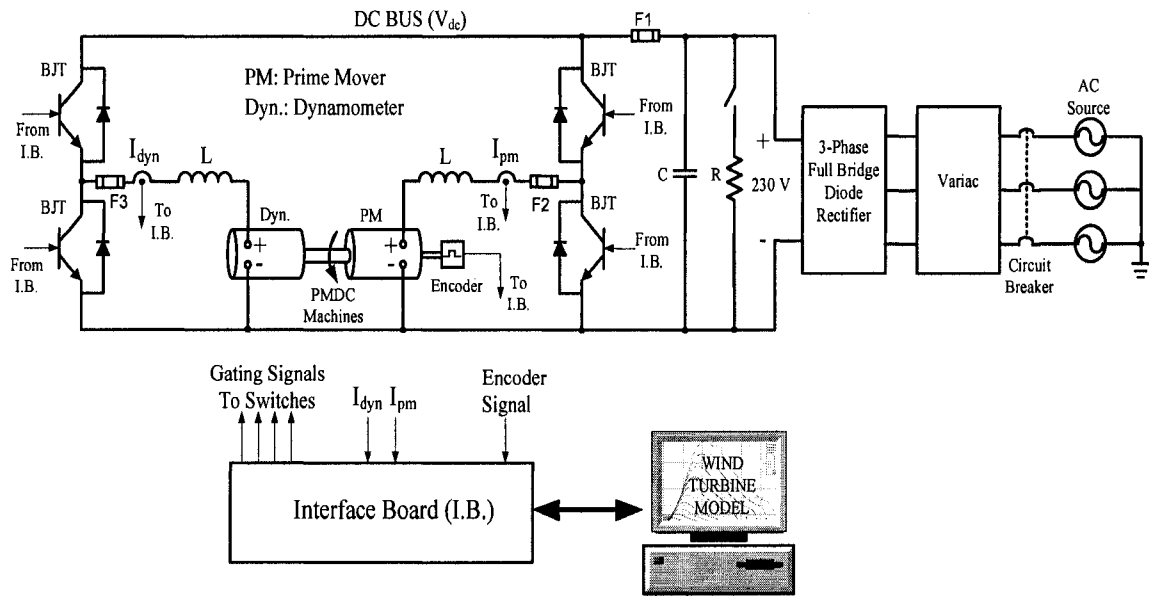 DC BUS (Vdc)
F1
BJT
PM: Prime Mover
Dyn.: Dynamometer
BJT
From
I.B.
From
I.B.
AC
Source
Idyn
L
L
Ipm
+
3-Phase
Full Bridge
Diode
Rectifier
Variac
C
R
230 V
F3
F2
BJT
To
I.B.
Dyn.
PM
To
I.B.
BJT
From
I.B.
+
-
+
-
From
I.B.
-
Encoder
To
I.B.
PMDC
Machines
Circuit
Breaker
Gating Signals
To Switches
Idyn Ipm
Encoder
Signal
Interface Board (I.B.)
WIND
TURBINE
MODEL